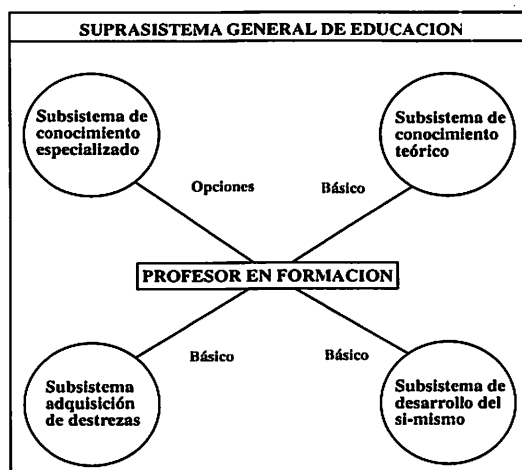 SUPRASISTEMA GENERAL DE EDUCACION
Subsistema de
conocimiento
especializado
Subsistema de
conocimiento
teórico
Opciones
Básico
PROFESOR EN FORMACION
Básico
Básico
Subsistema
adquisición
de destrezas
Subsistema de
desarrollo del
si-mismo